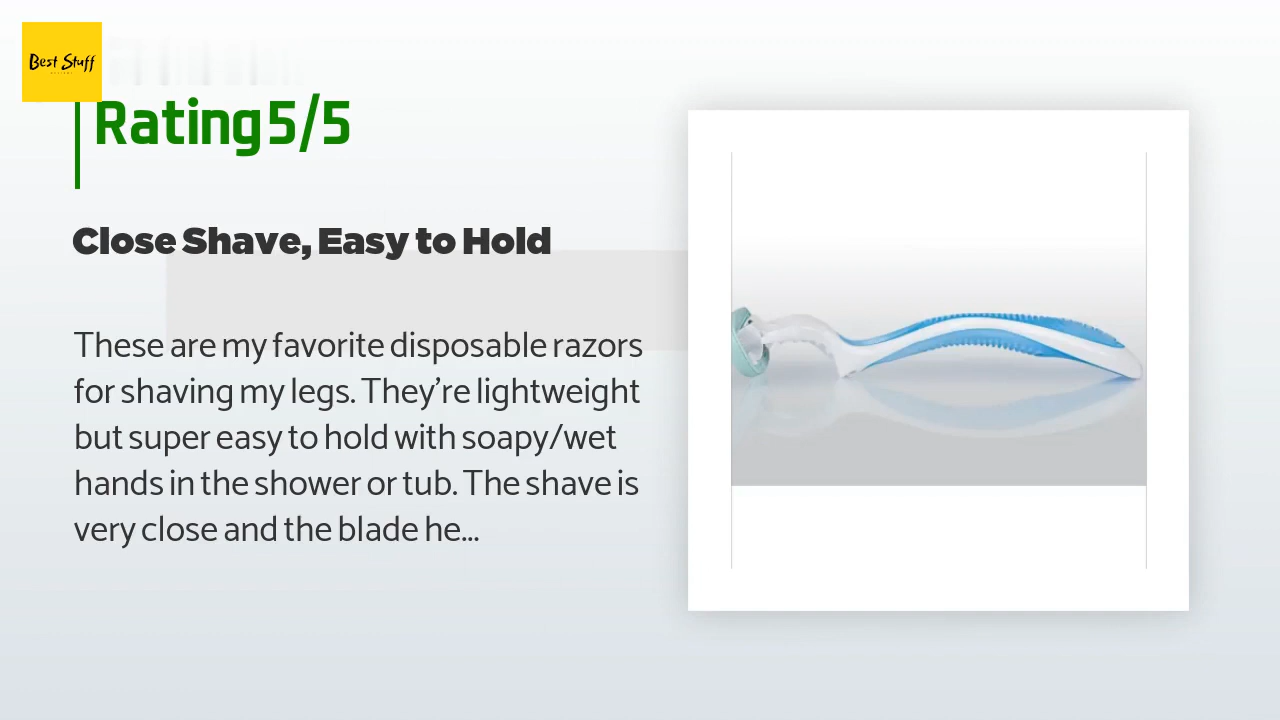 Best Stuff
Rating 5/5
Close Shave, Easy to Hold
These are my favorite disposable razors
for shaving my legs. They're lightweight
but super easy to hold with soapy/wet
hands in the shower or tub. The shave is
very close and the blade he...